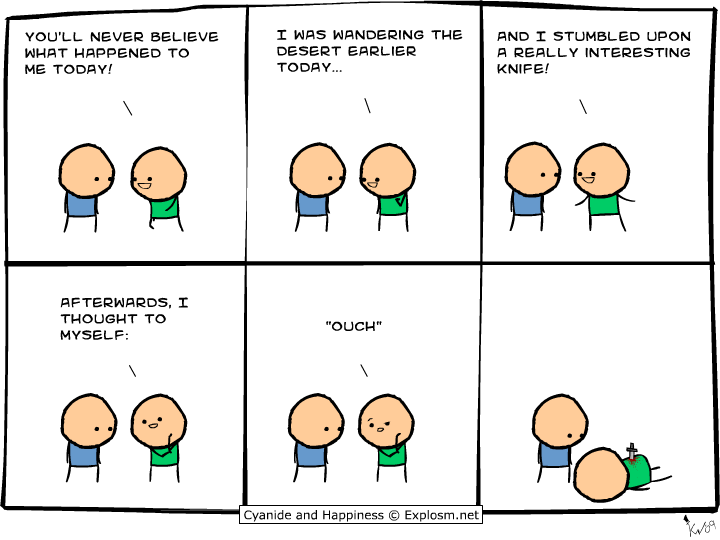 YOU'LL NEVER BELIEVE
WHAT HAPPENED TO
ME TODAY!
I WAS WANDERING THE
DESERT EARLIER
TODAY...
AND I STUMBLED UPON
A REALLY INTERESTING
KNIFE!
AFTERWARDS, I
THOUGHT TO
MYSELF:
"OUCH"
Cyanide and Happiness © Explosm.net